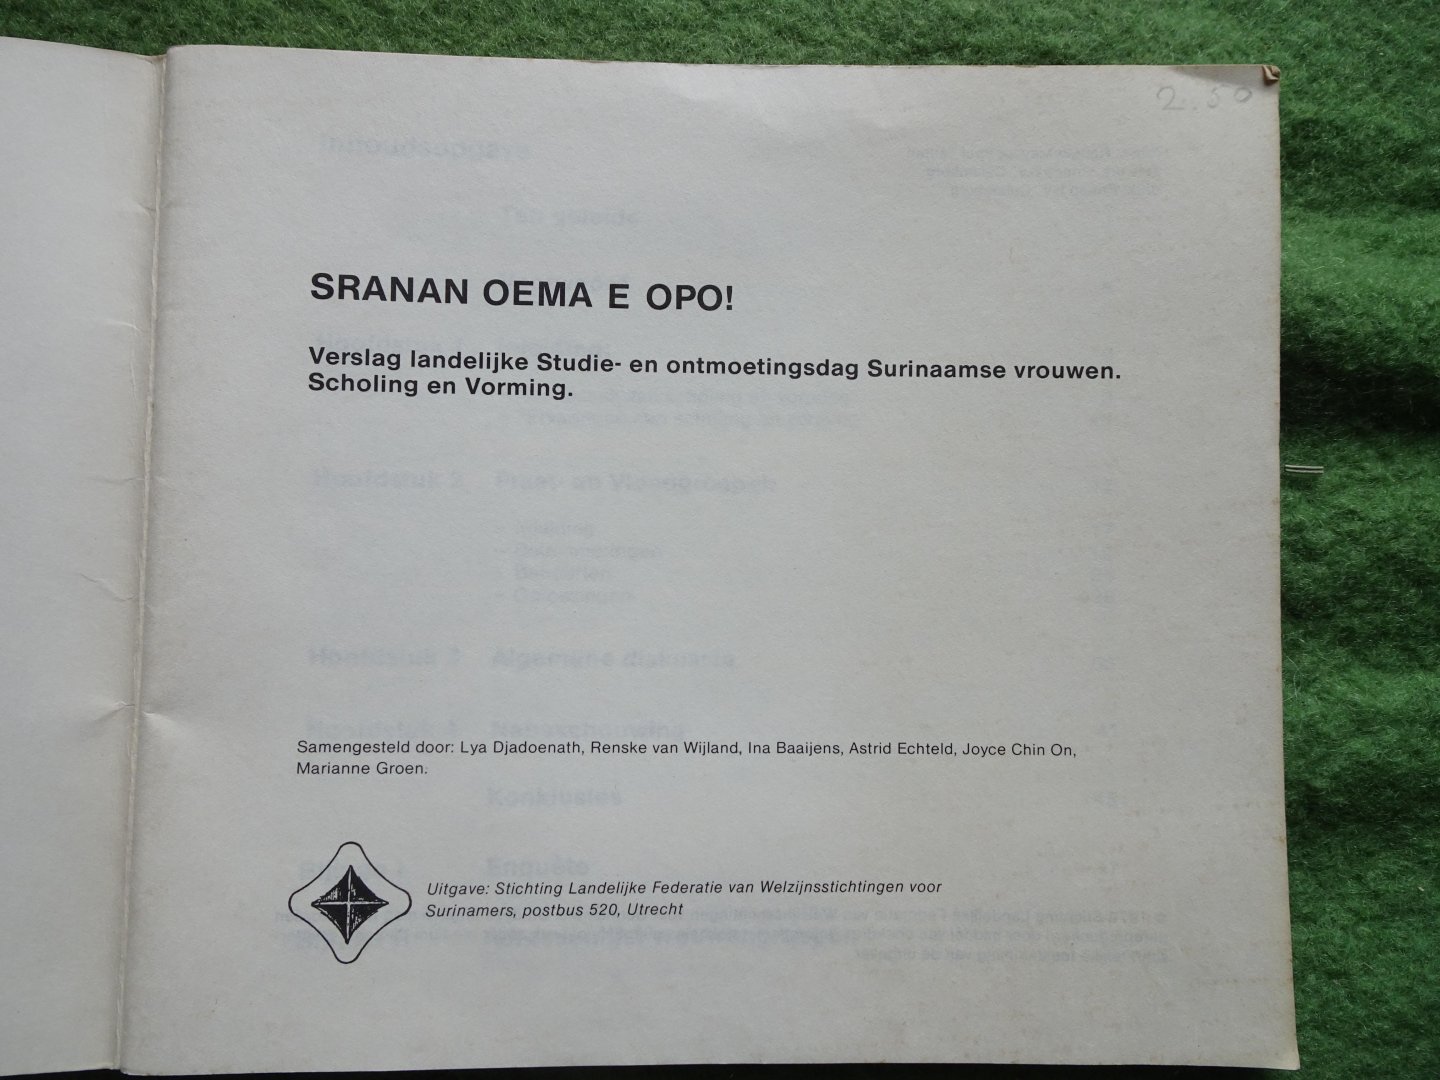 2.50
SRANAN OEMA E OPO!
Verslag landelijke Studie- en ontmoetingsdag Surinaamse vrouwen.
Scholing en Vorming.
Samengesteld door: Lya Djadoenath, Renske van Wijland, Ina Baaijens, Astrid Echteld, Joyce Chin On,
Marianne Groen.
Uitgave: Stichting Landelijke Federatie van Welzijnsstichtingen voor
Surinamers, postbus 520, Utrecht